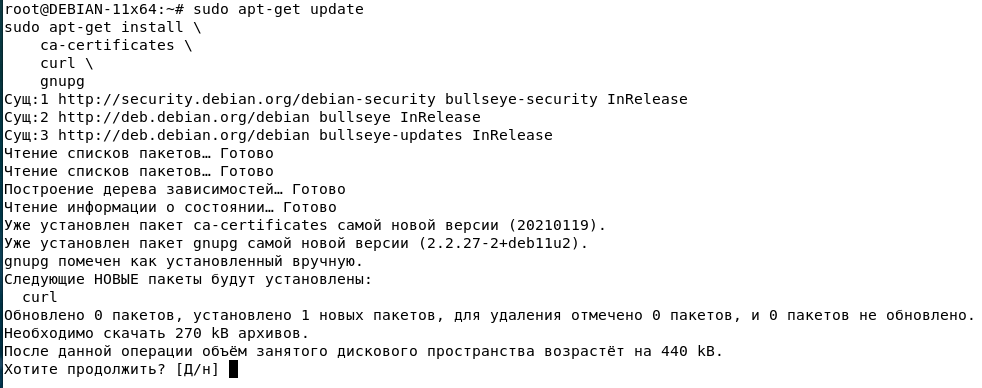 root@DEBIAN-11x64:~# sudo apt-get update
sudo apt-get install \
    ca-certificates \
    curl \
    gnupg
Сущ:1 http://security.debian.org/debian-security bullseye-security InRelease
Сущ:2 http://deb.debian.org/debian bullseye InRelease
Сущ:3 http://deb.debian.org/debian bullseye-updates InRelease
Чтение списков пакетов… Готово
Чтение списков пакетов… Готово
Построение дерева зависимостей… Готово
Чтение информации о состоянии… Готово
Уже установлен пакет ca-certificates самой новой версии (20210119).
Уже установлен пакет gnupg самой новой версии (2.2.27-2+deb11u2).
gnupg помечен как установленный вручную.
Следующие НОВЫЕ пакеты будут установлены:
  curl
Обновлено 0 пакетов, установлено 1 новых пакетов, для удаления отмечено 0 пакетов, и 0 пакетов не обновлено.
Необходимо скачать 270 kB архивов.
После данной операции объём занятого дискового пространства возрастёт на 440 kB.
Хотите продолжить? [Д/н]